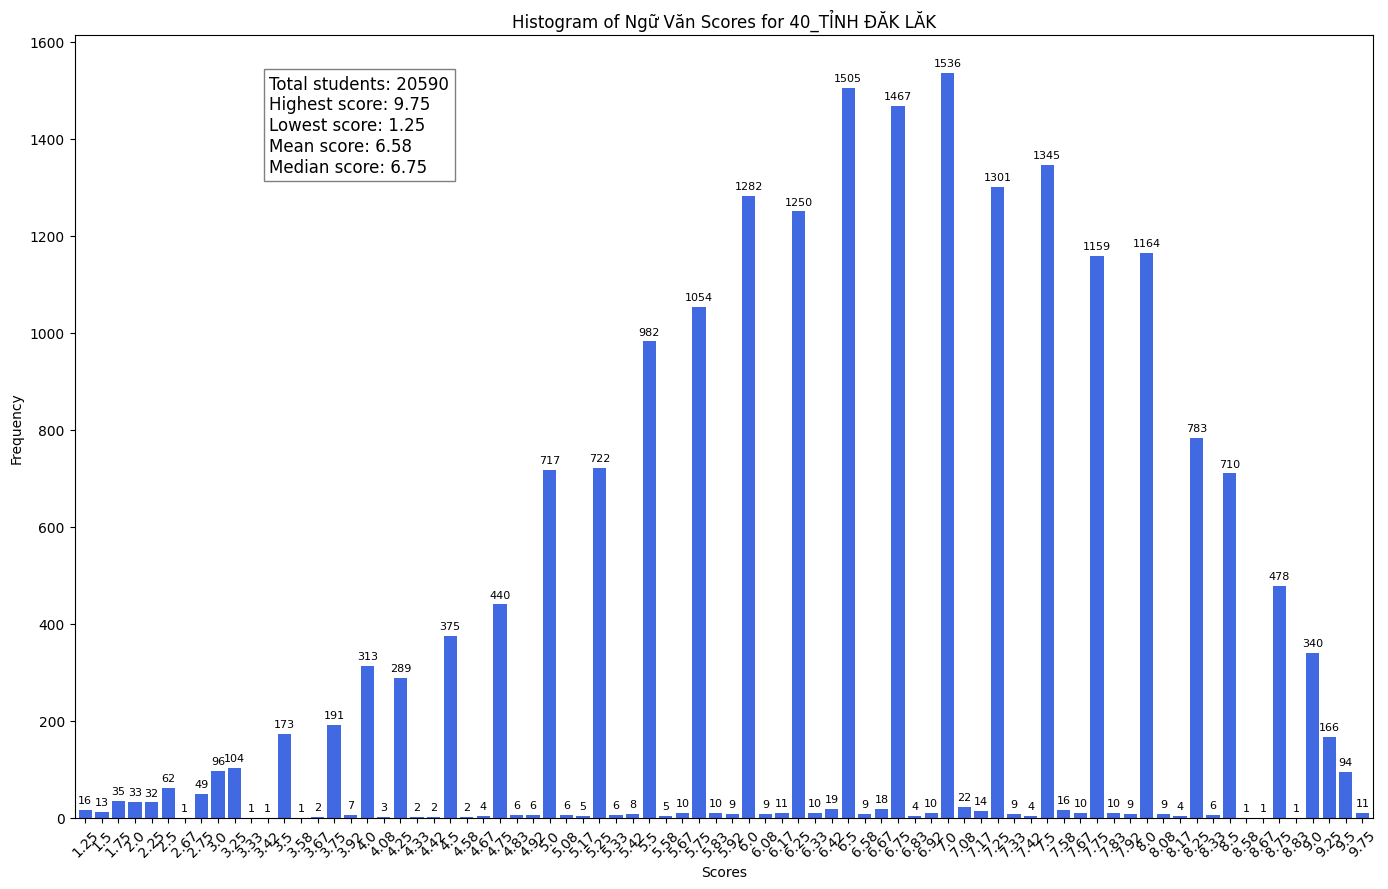 Histogram of Ngữ Văn Scores for 40_TỈNH ĐĂK LĂK
Total students: 20590
Highest score: 9.75
Lowest score: 1.25
Mean score: 6.58
Median score: 6.75
Frequency
1600
1400
1200
1000
800
600
400
200
0
16 13 35 33 32 62 1 49 96 104 1 1 173 1 2 191 7 313 3 289 2 2 375 2 4 440 6 6 717 6 5 722 6 8 982 5 10 1054 10 9 1282 9 11 1250 10 19 1505 9 18 1467 4 10 1536 22 14 1301 9 4 1345 16 10 1159 10 9 1164 9 4 783 6 710 1 1 478 1 340 166 94 11
1.25 1.5 1.75 2.0 2.25 2.5 2.67 2.75 3.0 3.25 3.33 3.42 3.5 3.58 3.67 3.75 3.92 4.0 4.08 4.25 4.33 4.42 4.5 4.58 4.67 4.75 4.83 4.92 5.0 5.08 5.17 5.25 5.33 5.42 5.5 5.58 5.67 5.75 5.83 5.92 6.0 6.08 6.17 6.25 6.33 6.42 6.5 6.58 6.67 6.75 6.83 6.92 7.0 7.08 7.17 7.25 7.33 7.42 7.5 7.58 7.67 7.75 7.83 7.92 8.0 8.08 8.17 8.25 8.33 8.5 8.58 8.67 8.75 8.83 9.0 9.25 9.5 9.75
Scores